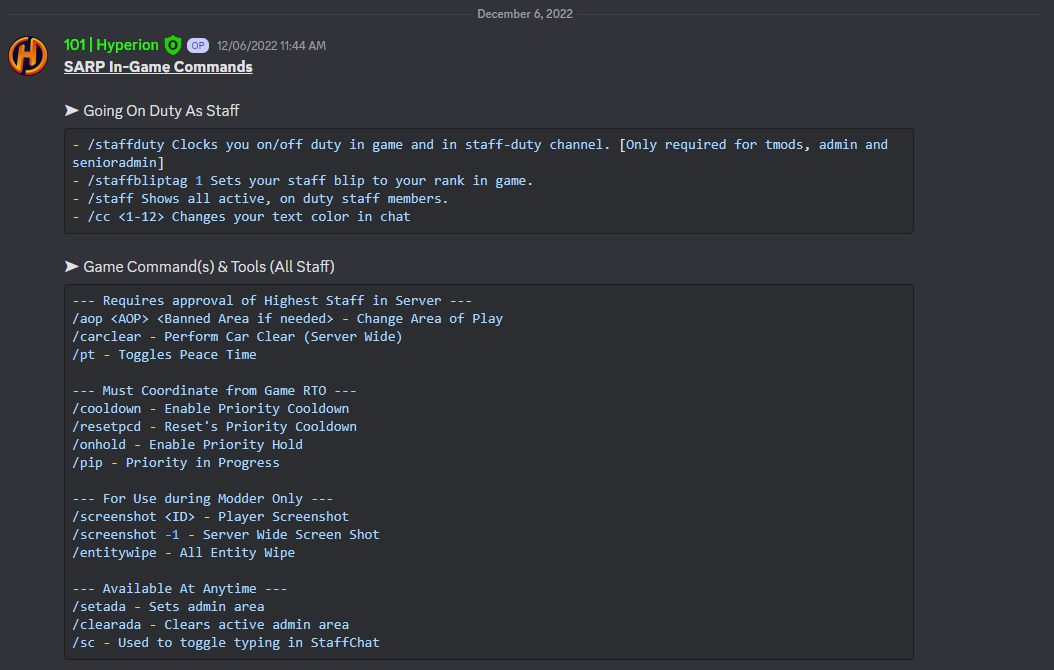 December 6, 2022
101 | Hyperion OP 12/06/2022 11:44 AM
SARP In-Game Commands
➤ Going On Duty As Staff
- /staffduty Clocks you on/off duty in game and in staff-duty channel. [Only required for tmods, admin and
senioradmin]
- /staffbliptag 1 Sets your staff blip to your rank in game.
- /staff Shows all active, on duty staff members.
- /cc <1-12> Changes your text color in chat
➤ Game Command(s) & Tools (All Staff)
--- Requires approval of Highest Staff in Server ---
/aop <AOP> <Banned Area if needed> - Change Area of Play
/carclear - Perform Car Clear (Server Wide)
/pt - Toggles Peace Time
--- Must Coordinate from Game RTO ---
/cooldown - Enable Priority Cooldown
/resetpcd - Reset's Priority Cooldown
/onhold - Enable Priority Hold
/pip - Priority in Progress
--- For Use during Modder Only ---
/screenshot <ID> - Player Screenshot
/screenshot -1 - Server Wide Screen Shot
/entitywipe - All Entity Wipe
--- Available At Anytime ---
/setada - Sets admin area
/clearada - Clears active admin area
/sc - Used to toggle typing in StaffChat